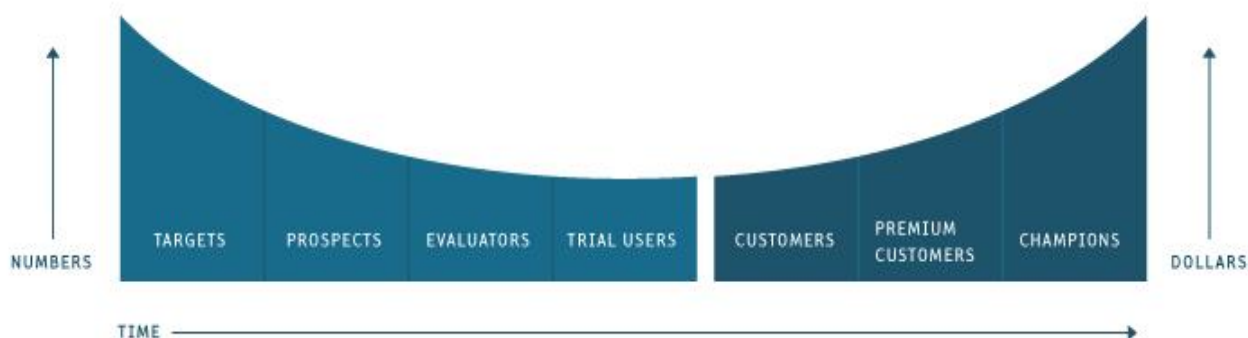 TARGETS
PROSPECTS
EVALUATORS
TRIAL USERS
CUSTOMERS
PREMIUM
CUSTOMERS
CHAMPIONS
NUMBERS
DOLLARS
TIME